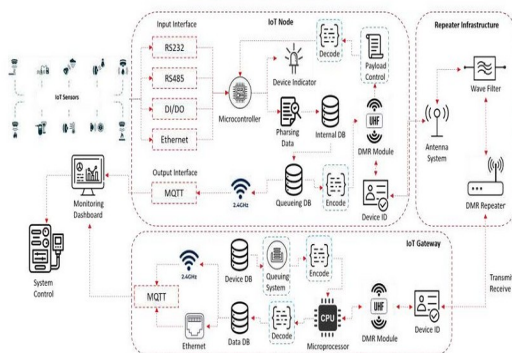 Input Interface
IoT Node
Repeater Infrastructure
RS232
RS485
DI/DO
Ethernet
IoT Sensors
Microcontroller
Device Indicator
Decode
Payload
Control
Wave Filter
Pharsing
Data
Internal DB
UHF
DMR Module
Antenna
System
DMR Repeater
Output Interface
MQTT
2.4GHz
Queueing DB
Encode
Device ID
Monitoring
Dashboard
System
Control
IoT Gateway
2.4GHz
Device DB
Queuing
System
Encode
Transmit
Receive
MQTT
Ethernet
Data DB
Decode
CPU
Microprocessor
UHF
DMR Module
Device ID